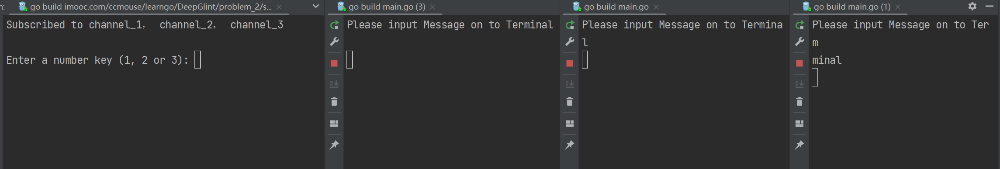 n:
go build imooc.com/ccmouse/learngo/DeepGlint/problem_2/s...
Subscribed to channel_1， channel_2， channel_3
Enter a number key (1, 2 or 3):
go build main.go (3)
Please input Message on to Terminal
go build main.go
Please input Message on to Termina
l
go build main.go (1)
Please input Message on to Ter
m
minal